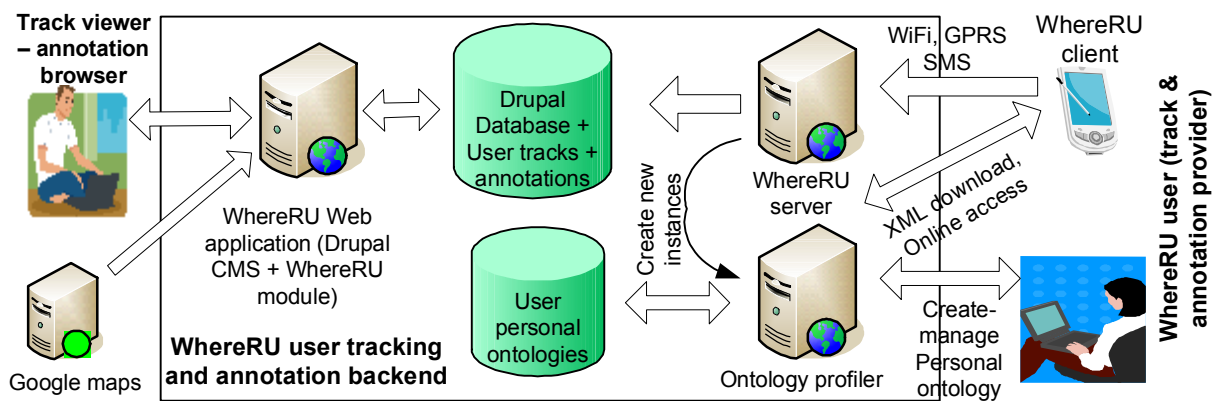 Track viewer
– annotation
browser
WiFi, GPRS
SMS
WhereRU
client
Drupal
Database +
User tracks +
annotations
WhereRU
server
XML download,
Online access
WhereRU user (track &
annotation provider)
WhereRU Web
application (Drupal
CMS + WhereRU
module)
Create new
instances
User
personal
ontologies
Create-
manage
Personal
ontology
WhereRU user tracking
and annotation backend
Google maps
Ontology profiler